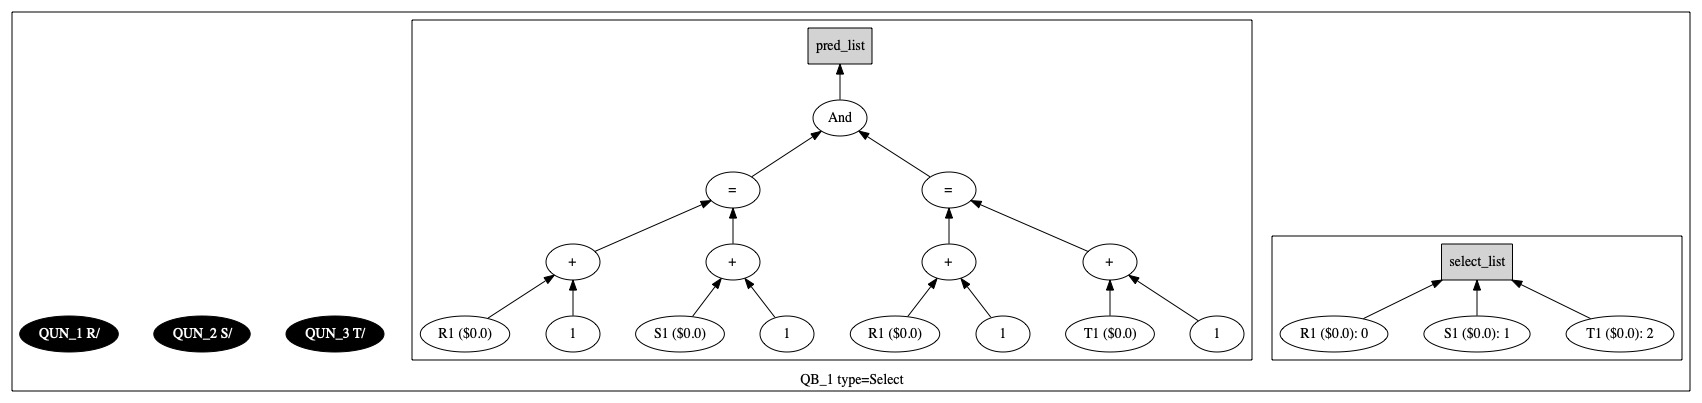 pred_list
And
= =
+ + + +
select_list
QUN_1 R/ QUN_2 S/ QUN_3 T/ R1 ($0.0) 1 S1 ($0.0) 1 R1 ($0.0) 1 T1 ($0.0) 1 R1 ($0.0): 0 S1 ($0.0): 1 T1 ($0.0): 2
QB_1 type=Select